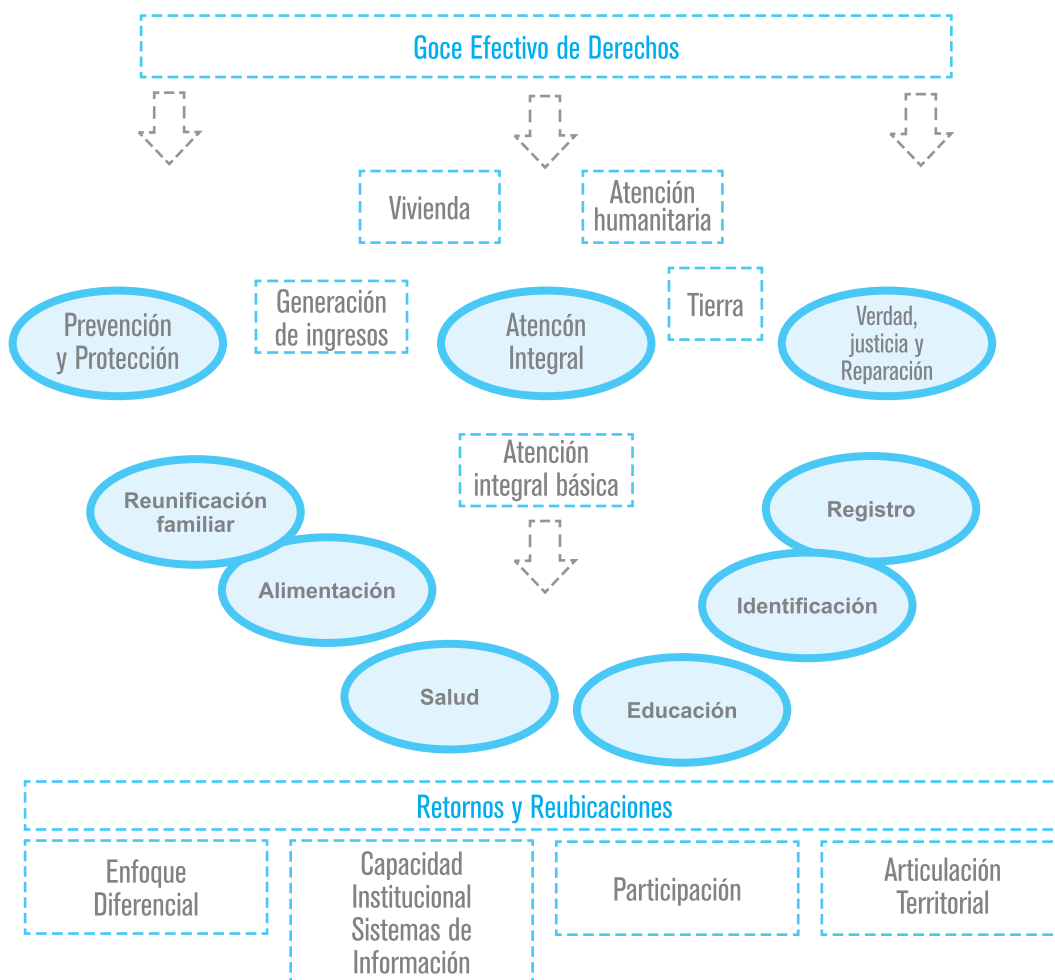 Goce Efectivo de Derechos
Vivienda
Atención
humanitaria
Prevención
y Protección
Generación
de ingresos
Atencón
Integral
Tierra
Verdad,
justicia y
Reparación
Atención
integral básica
Reunificación
familiar
Registro
Alimentación
Identificación
Salud
Educación
Retornos y Reubicaciones
Enfoque
Diferencial
Capacidad
Institucional
Sistemas de
Información
Participación
Articulación
Territorial